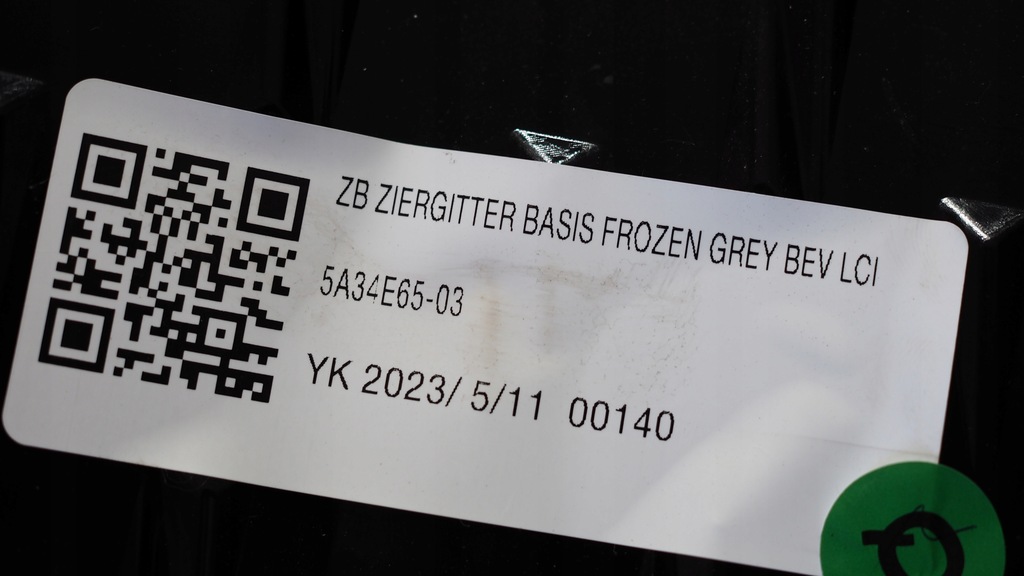 ZB ZIERGITTER BASIS FROZEN GREY BEV LCI
5A34E65-03
YK 2023/ 5/11 00140